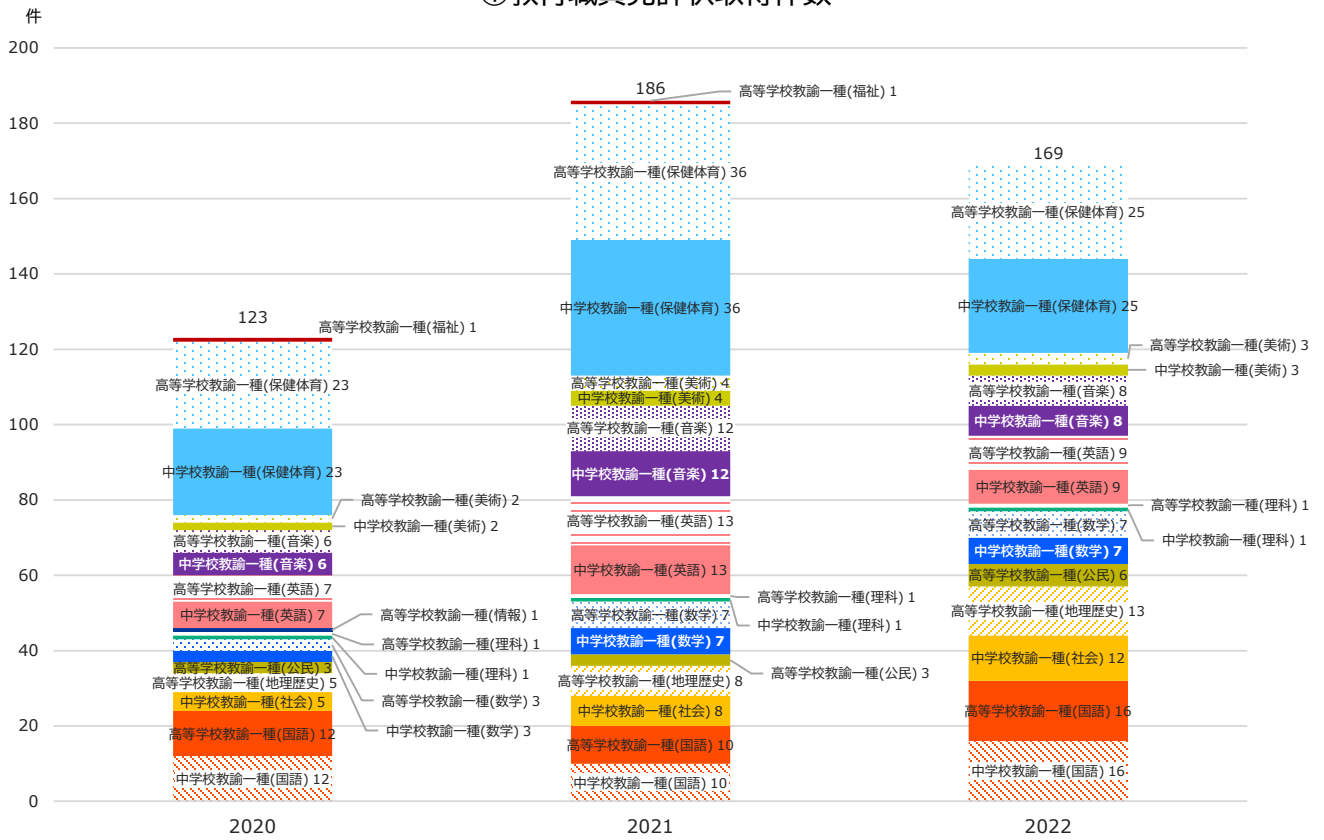 件
200
180
160
140
120
100
80
60
40
20
0
123
高等学校教諭一種(福祉) 1
高等学校教諭一種(保健体育) 23
中学校教諭一種(保健体育) 23
高等学校教諭一種(美術) 2
中学校教諭一種(美術) 2
高等学校教諭一種(音楽) 6
中学校教諭一種(音楽) 6
高等学校教諭一種(英語) 7
中学校教諭一種(英語) 7
高等学校教諭一種(情報) 1
高等学校教諭一種(理科) 1
中学校教諭一種(理科) 1
高等学校教諭一種(数学) 3
中学校教諭一種(数学) 3
高等学校教諭一種(公民) 3
高等学校教諭一種(地理歴史) 5
中学校教諭一種(社会) 5
高等学校教諭一種(国語) 12
中学校教諭一種(国語) 12
2020
186
高等学校教諭一種(福祉) 1
高等学校教諭一種(保健体育) 36
中学校教諭一種(保健体育) 36
高等学校教諭一種(美術) 4
中学校教諭一種(美術) 4
高等学校教諭一種(音楽) 12
中学校教諭一種(音楽) 12
高等学校教諭一種(英語) 13
中学校教諭一種(英語) 13
高等学校教諭一種(理科) 1
中学校教諭一種(理科) 1
高等学校教諭一種(数学) 7
中学校教諭一種(数学) 7
高等学校教諭一種(公民) 3
高等学校教諭一種(地理歴史) 8
中学校教諭一種(社会) 8
高等学校教諭一種(国語) 10
中学校教諭一種(国語) 10
2021
169
高等学校教諭一種(保健体育) 25
中学校教諭一種(保健体育) 25
高等学校教諭一種(美術) 3
中学校教諭一種(美術) 3
高等学校教諭一種(音楽) 8
中学校教諭一種(音楽) 8
高等学校教諭一種(英語) 9
中学校教諭一種(英語) 9
高等学校教諭一種(理科) 1
中学校教諭一種(理科) 1
高等学校教諭一種(数学) 7
中学校教諭一種(数学) 7
高等学校教諭一種(公民) 6
高等学校教諭一種(地理歴史) 13
中学校教諭一種(社会) 12
高等学校教諭一種(国語) 16
中学校教諭一種(国語) 16
2022